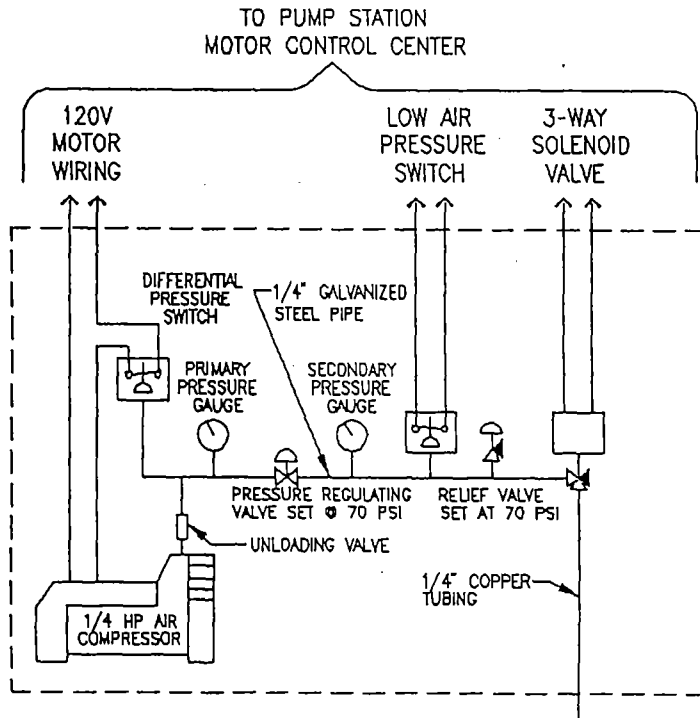 TO PUMP STATION
MOTOR CONTROL CENTER
120V
MOTOR
WIRING
LOW AIR
PRESSURE
SWITCH
3-WAY
SOLENOID
VALVE
DIFFERENTIAL
PRESSURE
SWITCH
1/4" GALVANIZED
STEEL PIPE
PRIMARY
PRESSURE
GAUGE
SECONDARY
PRESSURE
GAUGE
PRESSURE REGULATING
VALVE SET @ 70 PSI
RELIEF VALVE
SET AT 70 PSI
UNLOADING VALVE
1/4" COPPER
TUBING
1/4 HP AIR
COMPRESSOR